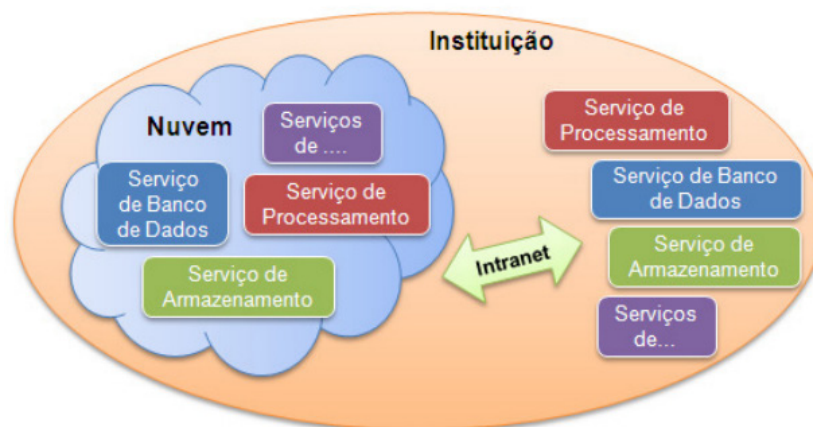 Instituição
Nuvem
Serviços
de ....
Serviço
de Banco
de Dados
Serviço de
Processamento
Serviço de
Armazenamento
Intranet
Serviço de
Processamento
Serviço de Banco
de Dados
Serviço de
Armazenamento
Serviços
de...